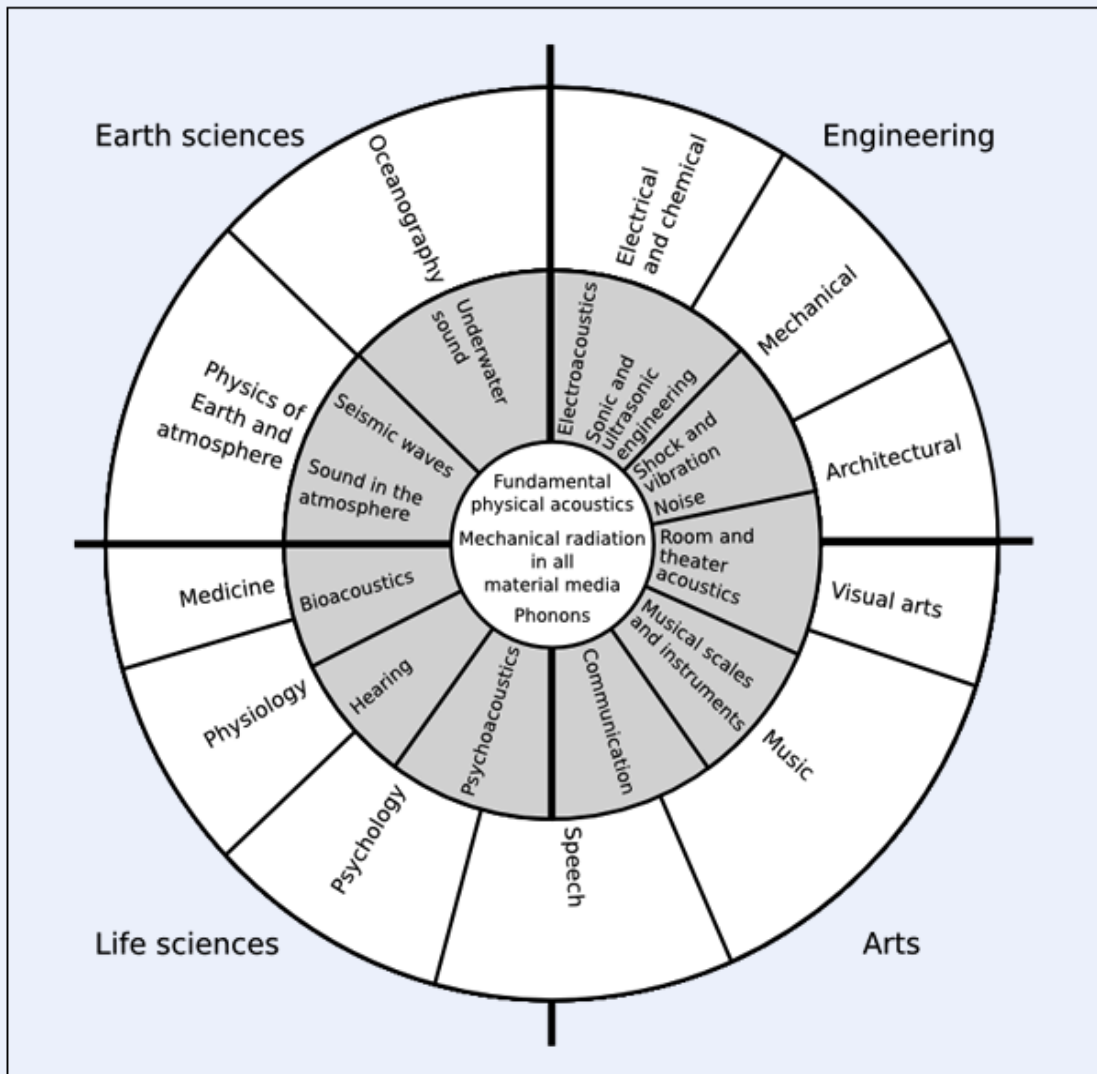 Earth sciences
Engineering
Life sciences
Arts
Oceanography
Electrical
and chemical
Mechanical
Architectural
Visual arts
Music
Speech
Psychology
Physiology
Medicine
Physics of
Earth and
atmosphere
Underwater
sound
Electroacoustics
Sonic and
ultrasonic
engineering
Shock and
vibration
Noise
Room and
theater
acoustics
Musical scales
and instruments
Communication
Psychoacoustics
Hearing
Bioacoustics
Sound in the
atmosphere
Seismic waves
Fundamental
physical acoustics
Mechanical radiation
in all
material media
Phonons